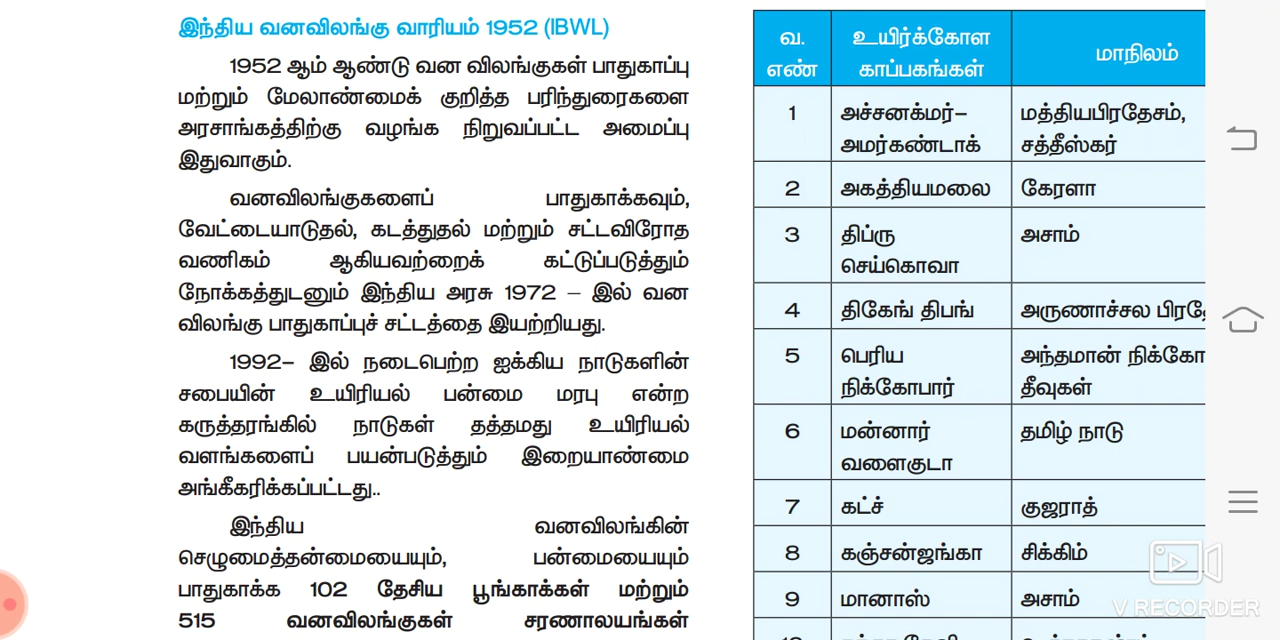 இந்திய வனவிலங்கு வாரியம் 1952 (IBWL)
1952 ஆம் ஆண்டு வன விலங்குகள் பாதுகாப்பு
மற்றும் மேலாண்மைக் குறித்த பரிந்துரைகளை
அரசாங்கத்திற்கு வழங்க நிறுவப்பட்ட அமைப்பு
இதுவாகும்.
வனவிலங்குகளைப் பாதுகாக்கவும்,
வேட்டையாடுதல், கடத்துதல் மற்றும் சட்டவிரோத
வணிகம் ஆகியவற்றைக் கட்டுப்படுத்தும்
நோக்கத்துடனும் இந்திய அரசு 1972 – இல் வன
விலங்கு பாதுகாப்புச் சட்டத்தை இயற்றியது.
1992– இல் நடைபெற்ற ஐக்கிய நாடுகளின்
சபையின் உயிரியல் பன்மை மரபு என்ற
கருத்தரங்கில் நாடுகள் தத்தமது உயிரியல்
வளங்களைப் பயன்படுத்தும் இறையாண்மை
அங்கீகரிக்கப்பட்டது..
இந்திய வனவிலங்கின்
செழுமைத்தன்மையையும், பன்மையையும்
பாதுகாக்க 102 தேசிய பூங்காக்கள் மற்றும்
515 வனவிலங்குகள் சரணாலயங்கள்
வ. உயிர்க்கோள மாநிலம்
எண் காப்பகங்கள்
1 அச்சனக்மர்– மத்தியபிரதேசம்,
அமர்கண்டாக் சத்தீஸ்கர்
2 அகத்தியமலை கேரளா
3 திப்ரு அசாம்
செய்கொவா
4 திகேங் திபங் அருணாச்சல
5 பெரிய அந்தமான்
நிக்கோபார் தீவுகள்
6 மன்னார் தமிழ் நாடு
வளைகுடா
7 கட்ச் குஜராத்
8 கஞ்சன்ஜங்கா சிக்கிம்
9 மானாஸ் அசாம்
V RECORDER